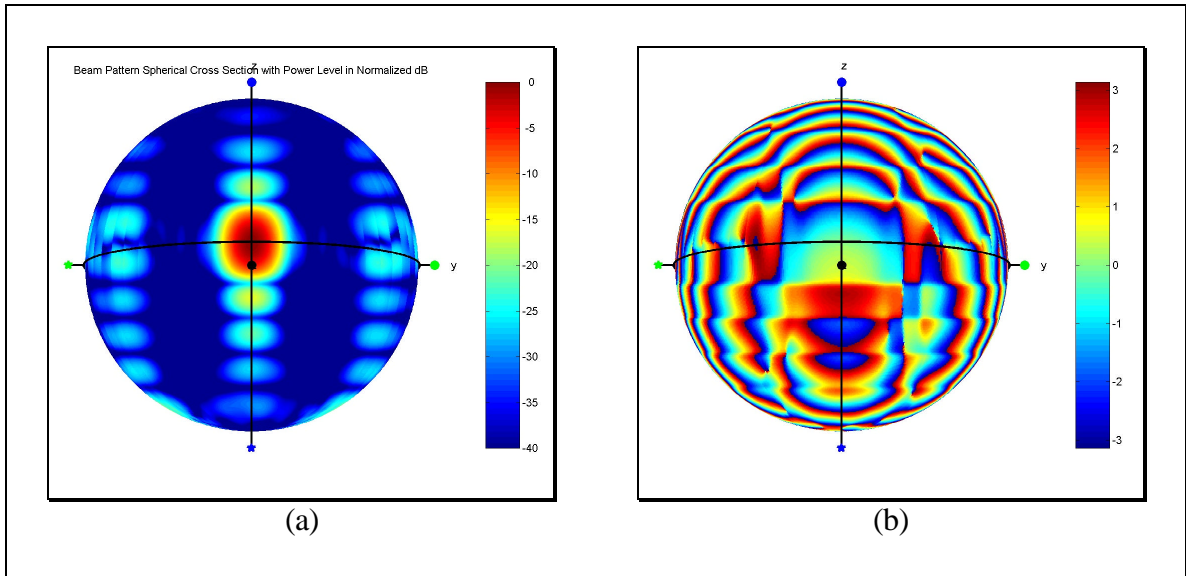 Beam Pattern Spherical Cross Section with Power Level in Normalized dB
z
y
0
-5
-10
-15
-20
-25
-30
-35
-40
(a)
z
y
3
2
1
0
-1
-2
-3
(b)